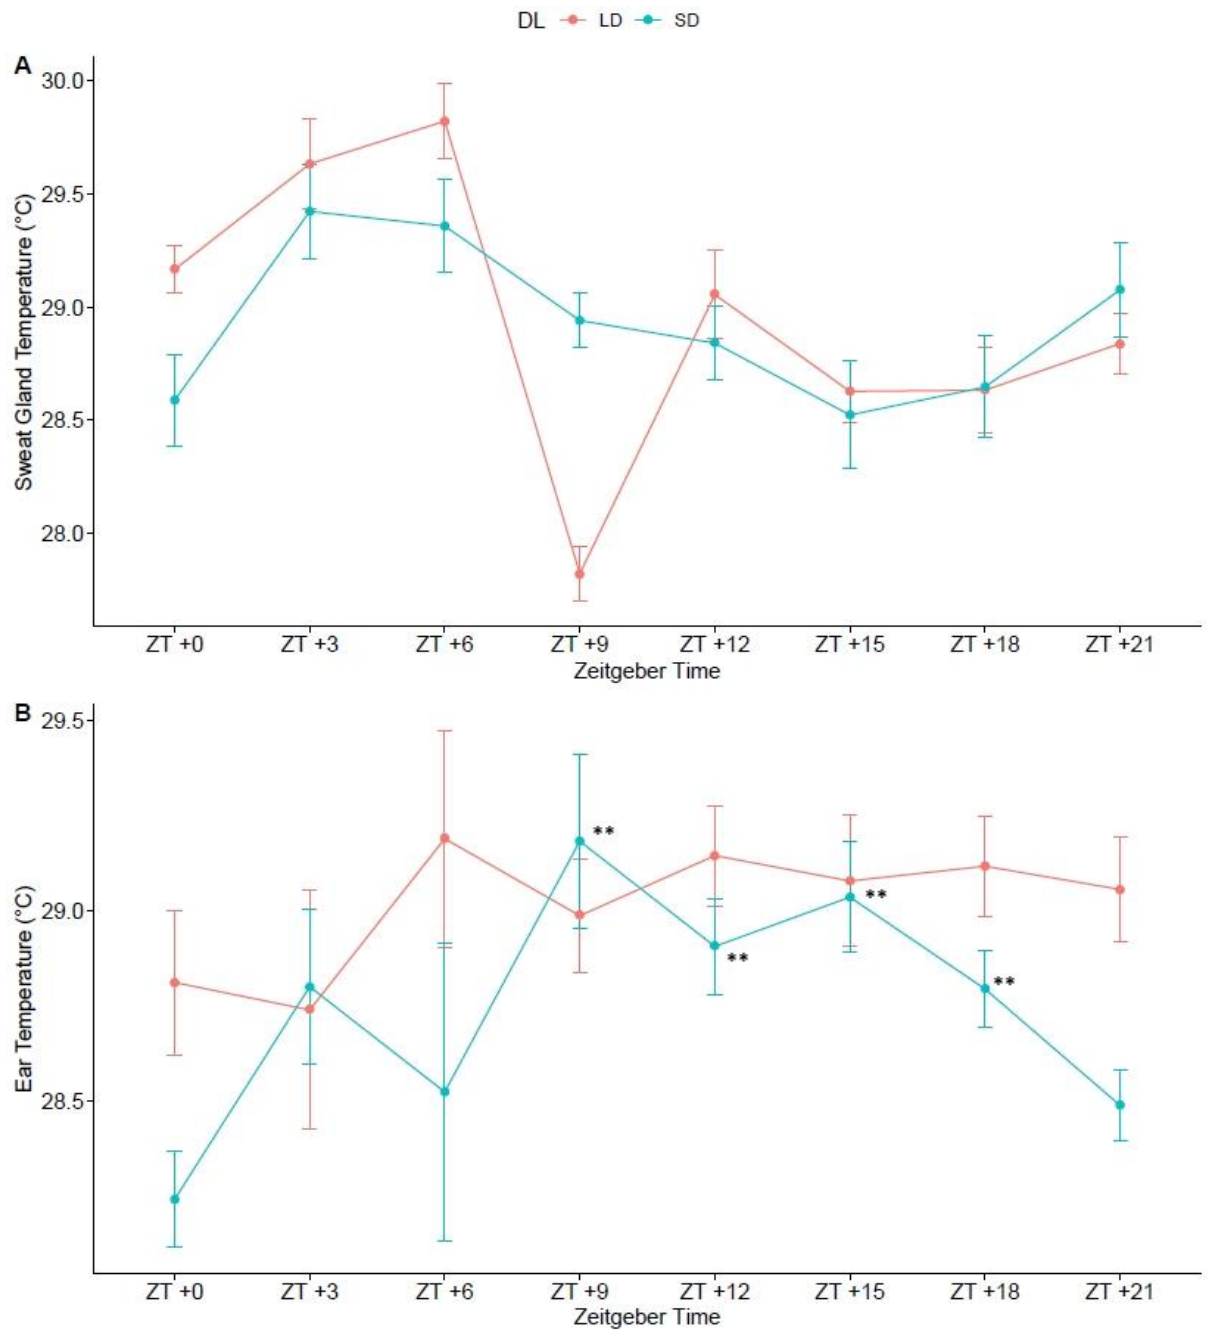 DL LD SD
A
30.0
29.5
29.0
28.5
28.0
Sweat Gland Temperature (°C)
ZT +0 ZT +3 ZT +6 ZT +9 ZT +12 ZT +15 ZT +18 ZT +21
Zeitgeber Time
B
29.5
29.0
28.5
Ear Temperature (°C)
**
**
**
**
ZT +0 ZT +3 ZT +6 ZT +9 ZT +12 ZT +15 ZT +18 ZT +21
Zeitgeber Time